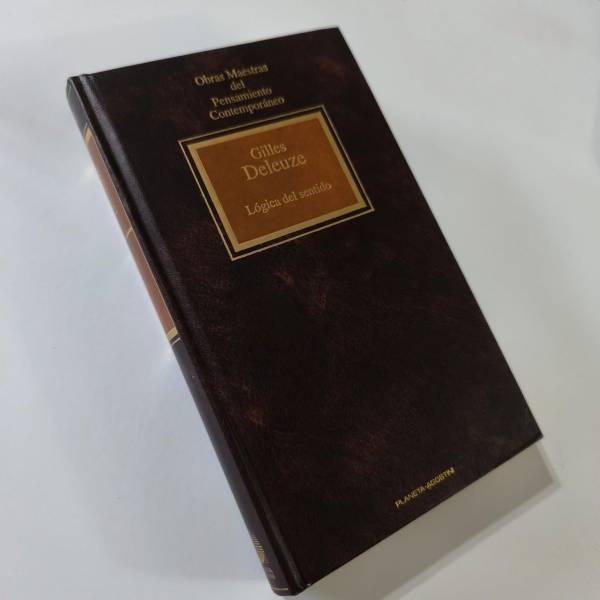 Obras Maestras
del
Pensamiento
Contemporáneo
Gilles
Deleuze
Lógica del sentido
PLANETA-AGOSTINI